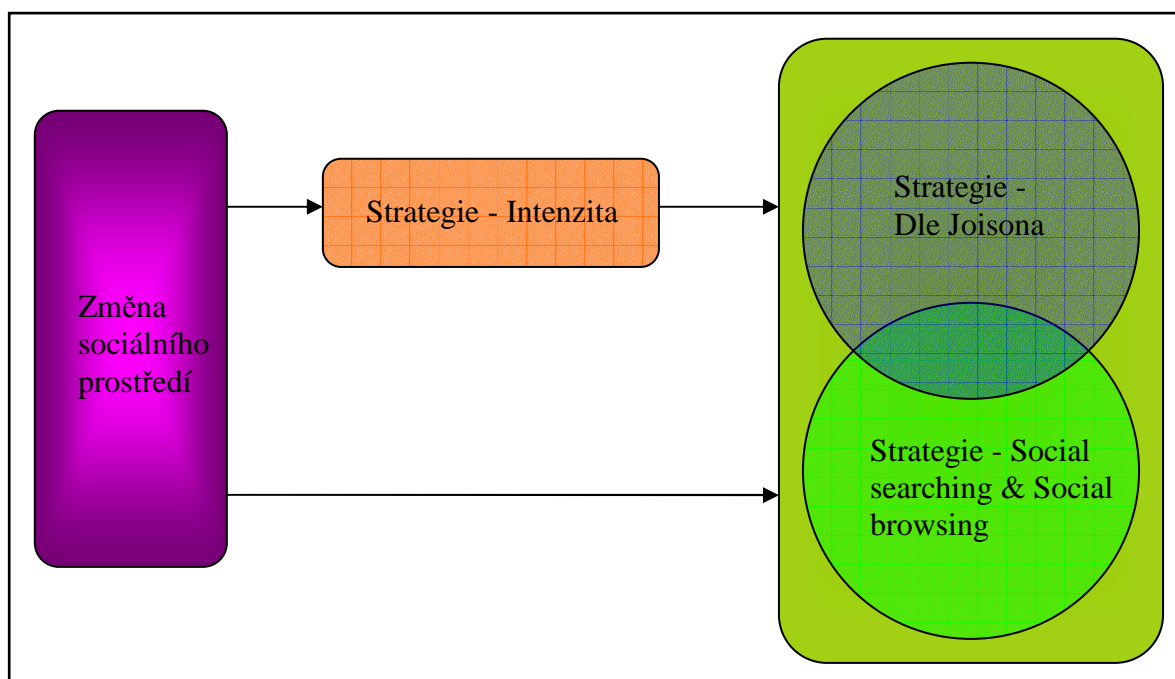 Změna
sociálního
prostředí
Strategie - Intenzita
Strategie -
Dle Joisona
Strategie - Social
searching & Social
browsing